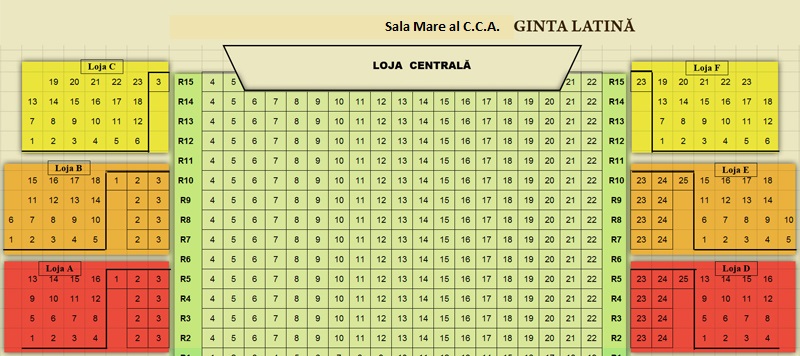 Sala Mare al C.C.A. GINTA LATINĂ
Loja C LOJA CENTRALĂ Loja F
19 20 21 22 23 3 R15 4 5 21 22 R15 23 19 20 21 22 23
13 14 15 16 17 18 R14 4 5 6 7 8 9 10 11 12 13 14 15 16 17 18 19 20 21 22 R14 13 14 15 16 17 18
7 8 9 10 11 12 R13 4 5 6 7 8 9 10 11 12 13 14 15 16 17 18 19 20 21 22 R13 7 8 9 10 11 12
1 2 3 4 5 6 R12 4 5 6 7 8 9 10 11 12 13 14 15 16 17 18 19 20 21 22 R12 1 2 3 4 5 6
R11 4 5 6 7 8 9 10 11 12 13 14 15 16 17 18 19 20 21 22 R11
Loja B Loja E
15 16 17 18 1 2 3 R10 4 5 6 7 8 9 10 11 12 13 14 15 16 17 18 19 20 21 22 R10 23 24 25 15 16 17 18
11 12 13 14 2 3 R9 4 5 6 7 8 9 10 11 12 13 14 15 16 17 18 19 20 21 22 R9 23 24 11 12 13 14
6 7 8 9 10 2 3 R8 4 5 6 7 8 9 10 11 12 13 14 15 16 17 18 19 20 21 22 R8 23 24 6 7 8 9 10
1 2 3 4 5 2 3 R7 4 5 6 7 8 9 10 11 12 13 14 15 16 17 18 19 20 21 22 R7 23 24 1 2 3 4 5
R6 4 5 6 7 8 9 10 11 12 13 14 15 16 17 18 19 20 21 22 R6
Loja A Loja D
13 14 15 16 1 2 3 R5 4 5 6 7 8 9 10 11 12 13 14 15 16 17 18 19 20 21 22 R5 23 24 25 13 14 15 16
9 10 11 12 2 3 R4 4 5 6 7 8 9 10 11 12 13 14 15 16 17 18 19 20 21 22 R4 23 24 9 10 11 12
5 6 7 8 2 3 R3 4 5 6 7 8 9 10 11 12 13 14 15 16 17 18 19 20 21 22 R3 23 24 5 6 7 8
1 2 3 4 2 3 R2 4 5 6 7 8 9 10 11 12 13 14 15 16 17 18 19 20 21 22 R2 23 24 1 2 3 4